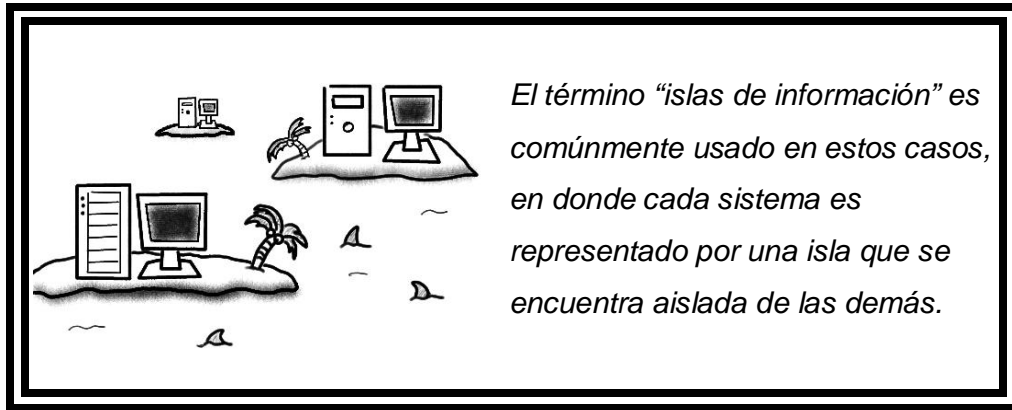 El término “islas de información” es
comúnmente usado en estos casos,
en donde cada sistema es
representado por una isla que se
encuentra aislada de las demás.